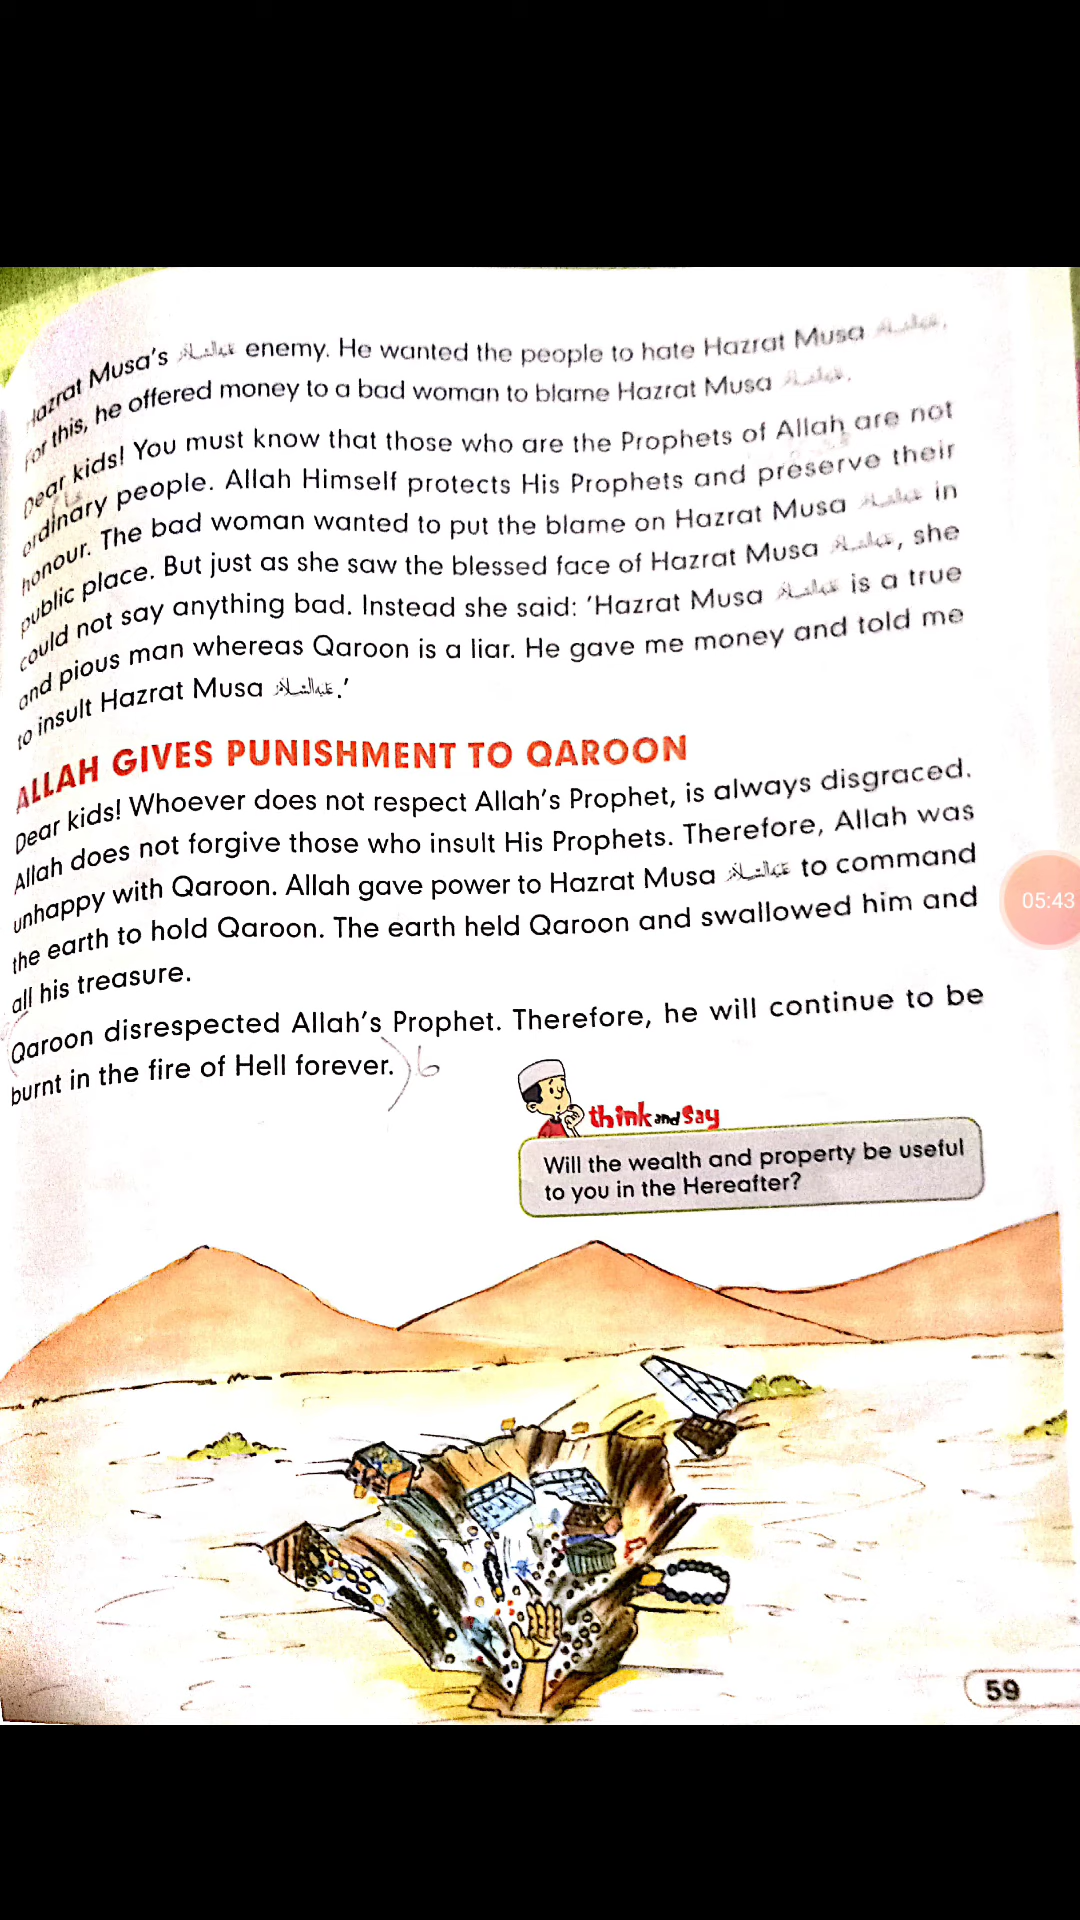 Hazrat Musa's عليه السلام enemy. He wanted the people to hate Hazrat Musa عليه السلام.
For this, he offered money to a bad woman to blame Hazrat Musa عليه السلام.
Dear kids! You must know that those who are the Prophets of Allah are not
ordinary people. Allah Himself protects His Prophets and preserve their
honour. The bad woman wanted to put the blame on Hazrat Musa عليه السلام in
public place. But just as she saw the blessed face of Hazrat Musa عليه السلام, she
could not say anything bad. Instead she said: 'Hazrat Musa عليه السلام is a true
and pious man whereas Qaroon is a liar. He gave me money and told me
to insult Hazrat Musa عليه السلام.'
ALLAH GIVES PUNISHMENT TO QAROON
Dear kids! Whoever does not respect Allah's Prophet, is always disgraced.
Allah does not forgive those who insult His Prophets. Therefore, Allah was
unhappy with Qaroon. Allah gave power to Hazrat Musa عليه السلام to command
the earth to hold Qaroon. The earth held Qaroon and swallowed him and
all his treasure.
Qaroon disrespected Allah's Prophet. Therefore, he will continue to be
burnt in the fire of Hell forever. 6
think and say
Will the wealth and property be useful
to you in the Hereafter?
05:43
59